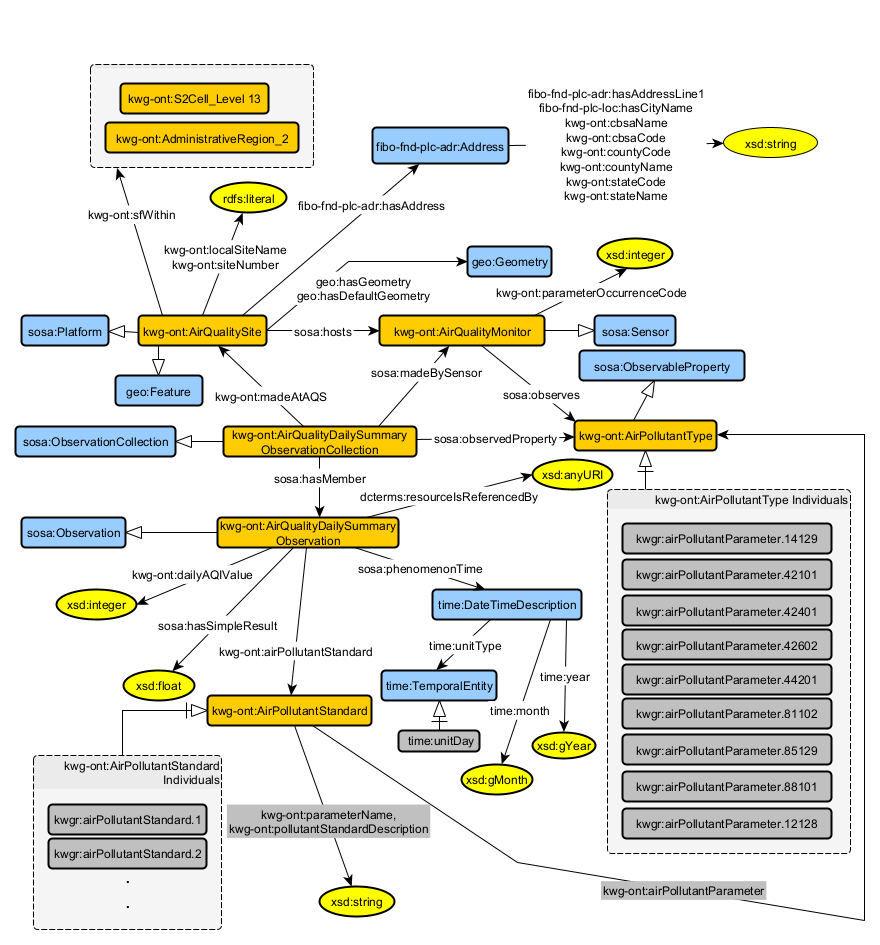 kwg-ont:S2Cell_Level 13
kwg-ont:AdministrativeRegion_2
fibo-fnd-plc-adr:Address
fibo-fnd-plc-adr:hasAddressLine1
fibo-fnd-plc-loc:hasCityName
kwg-ont:cbsaName
kwg-ont:cbsaCode
kwg-ont:countyCode
kwg-ont:countyName
kwg-ont:stateCode
kwg-ont:stateName
xsd:string
rdfs:literal
kwg-ont:sfWithin
fibo-fnd-plc-adr:hasAddress
kwg-ont:localSiteName
kwg-ont:siteNumber
geo:Geometry
xsd:integer
geo:hasGeometry
geo:hasDefaultGeometry
kwg-ont:parameterOccurrenceCode
sosa:Platform
kwg-ont:AirQualitySite
sosa:hosts
kwg-ont:AirQualityMonitor
sosa:Sensor
sosa:ObservableProperty
sosa:madeBySensor
geo:Feature
kwg-ont:madeAtAQS
sosa:observes
sosa:ObservationCollection
kwg-ont:AirQualityDailySummary
ObservationCollection
sosa:observedProperty
kwg-ont:AirPollutantType
sosa:hasMember
xsd:anyURI
dcterms:resourceIsReferencedBy
kwg-ont:AirPollutantType Individuals
sosa:Observation
kwg-ont:AirQualityDailySummary
Observation
kwgr:airPollutantParameter.14129
kwgr:airPollutantParameter.42101
kwgr:airPollutantParameter.42401
kwgr:airPollutantParameter.42602
kwgr:airPollutantParameter.44201
kwgr:airPollutantParameter.81102
kwgr:airPollutantParameter.85129
kwgr:airPollutantParameter.88101
kwgr:airPollutantParameter.12128
kwg-ont:dailyAQIValue
sosa:phenomenonTime
xsd:integer
time:DateTimeDescription
sosa:hasSimpleResult
kwg-ont:airPollutantStandard
time:unitType
time:year
xsd:float
time:TemporalEntity
time:month
kwg-ont:AirPollutantStandard
time:unitDay
xsd:gYear
xsd:gMonth
kwg-ont:AirPollutantStandard
Individuals
kwgr:airPollutantStandard.1
kwgr:airPollutantStandard.2
.
.
kwg-ont:parameterName,
kwg-ont:pollutantStandardDescription
kwg-ont:airPollutantParameter
xsd:string